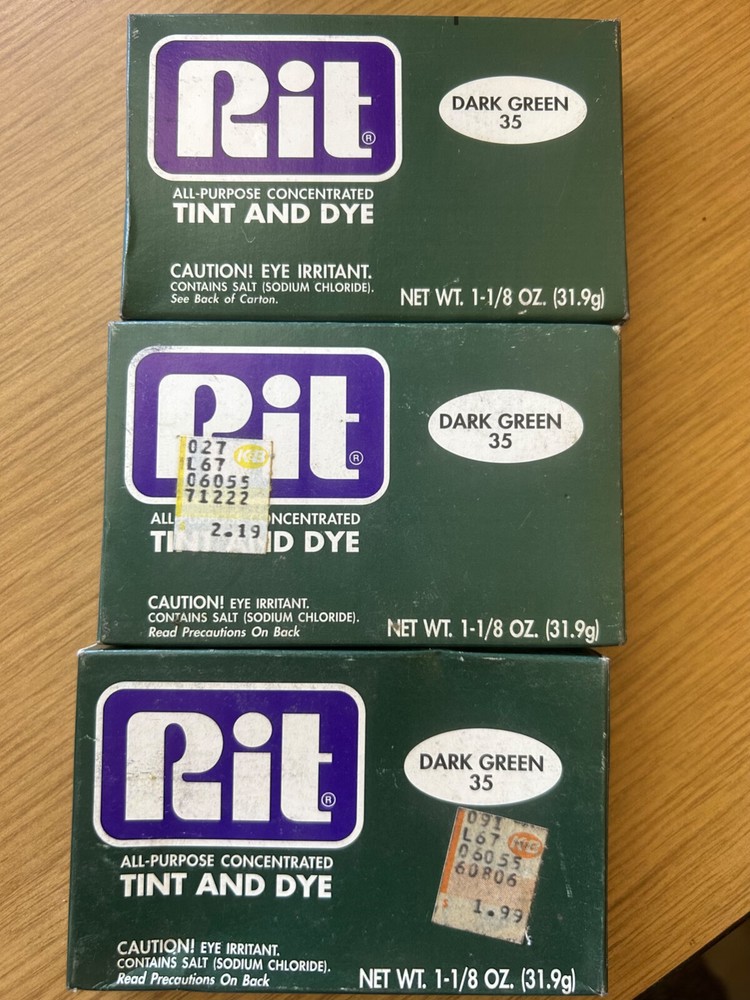 Rit®
DARK GREEN
35
ALL-PURPOSE CONCENTRATED
TINT AND DYE
CAUTION! EYE IRRITANT.
CONTAINS SALT (SODIUM CHLORIDE).
See Back of Carton.
NET WT. 1-1/8 OZ. (31.9g)
Rit®
DARK GREEN
35
027
L67 K&B
06055
71222
2.19
ALL-PURPOSE CONCENTRATED
TINT AND DYE
CAUTION! EYE IRRITANT.
CONTAINS SALT (SODIUM CHLORIDE).
Read Precautions On Back
NET WT. 1-1/8 OZ. (31.9g)
Rit®
DARK GREEN
35
091
L67
06055
60806
1.99
ALL-PURPOSE CONCENTRATED
TINT AND DYE
CAUTION! EYE IRRITANT.
CONTAINS SALT (SODIUM CHLORIDE).
Read Precautions On Back
NET WT. 1-1/8 OZ. (31.9g)